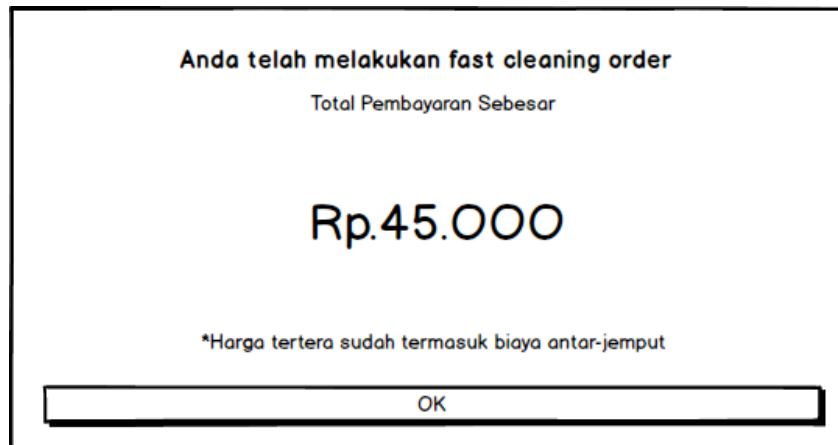 Anda telah melakukan fast cleaning order
Total Pembayaran Sebesar
Rp.45.000
*Harga tertera sudah termasuk biaya antar-jemput
OK